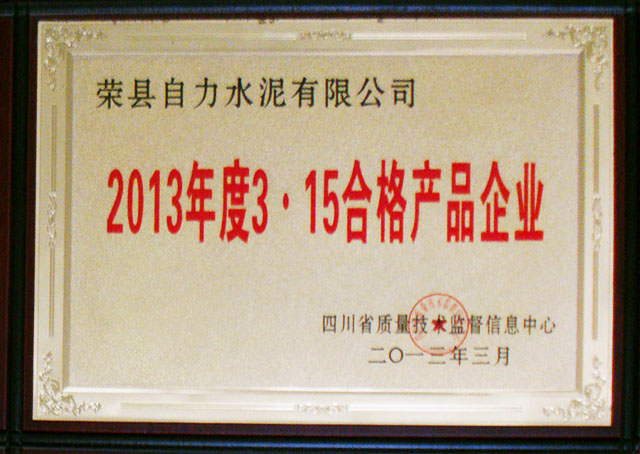 荣县自力水泥有限公司
2013年度3·15合格产品企业
四川省质量技术监督信息中心
二〇一三年三月